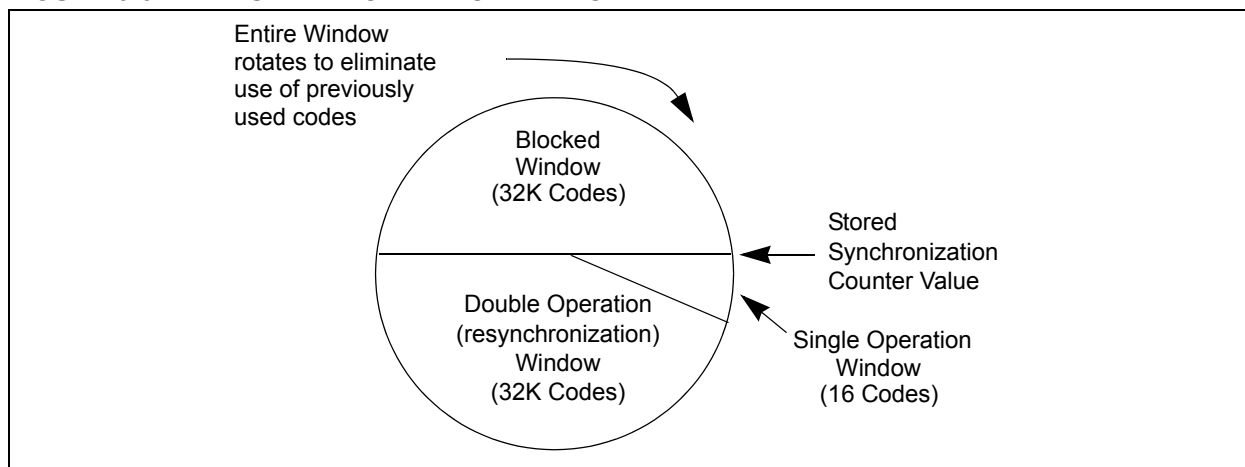 Entire Window
rotates to eliminate
use of previously
used codes
Blocked
Window
(32K Codes)
Stored
Synchronization
Counter Value
Double Operation
(resynchronization)
Window
(32K Codes)
Single Operation
Window
(16 Codes)